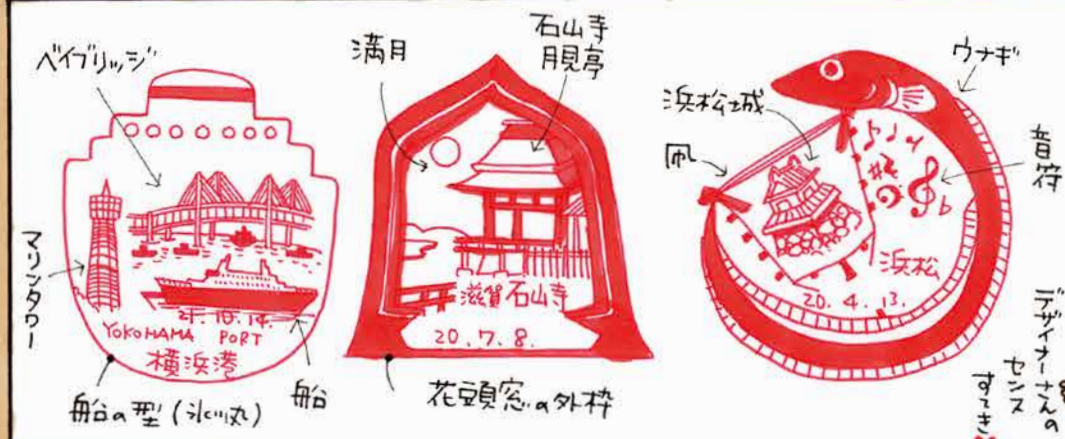 ベイブリッジ
マリンタワー
21.10.14.
YOKOHAMA PORT
横浜港
船の型(氷川丸)
船
満月
石山寺
月見亭
滋賀 石山寺
20.7.8.
花頭窓の外枠
ウナギ
浜松城
凧
音符
浜松
20.4.13.
デザイナーさんの
センス
すてき